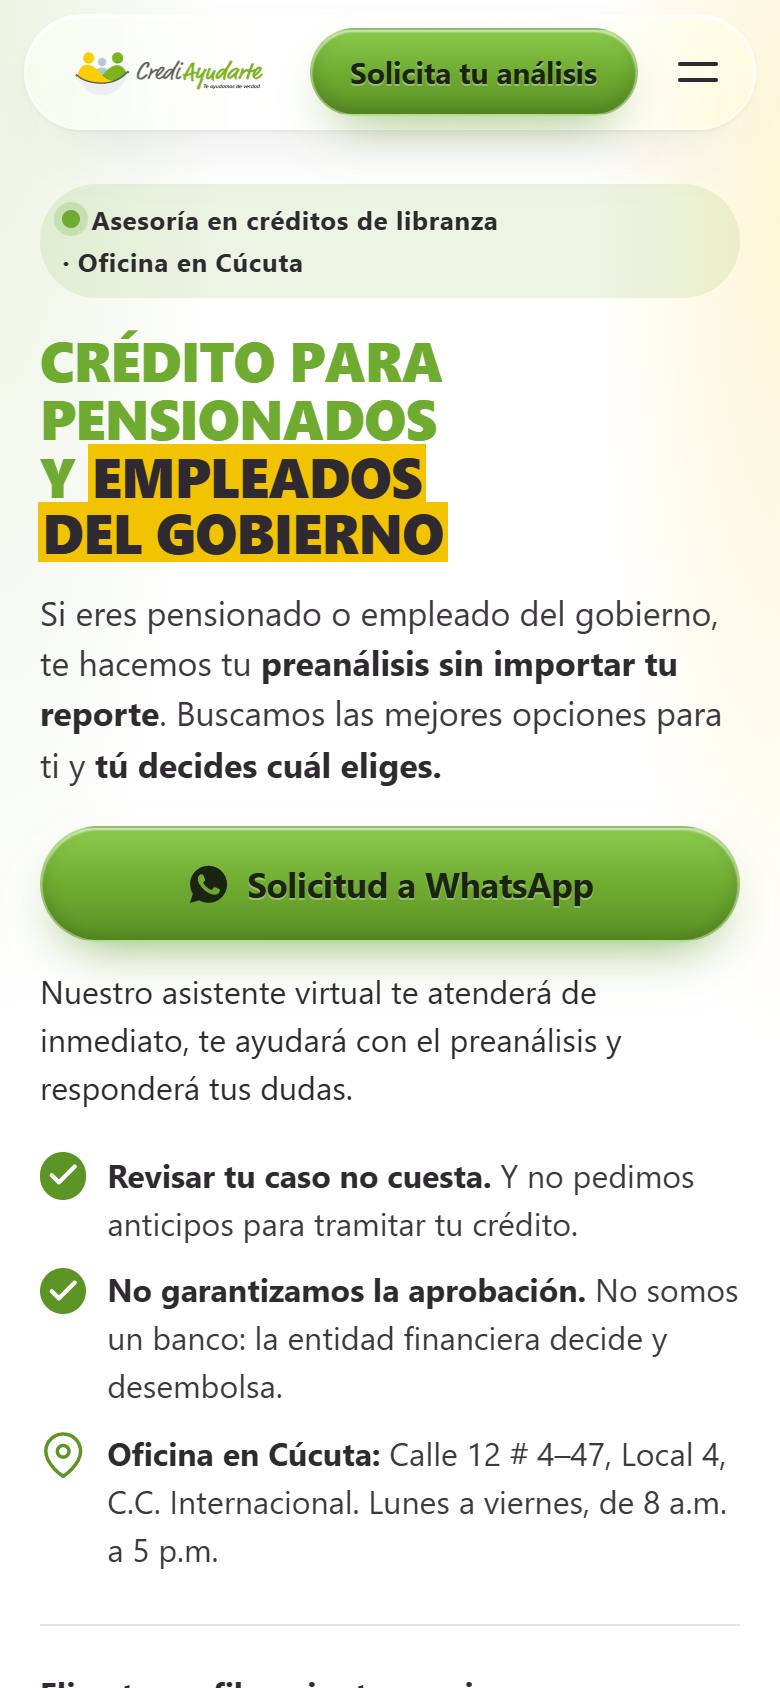 CrediAyudarte
Te ayudamos de verdad
Solicita tu análisis
Asesoría en créditos de libranza
· Oficina en Cúcuta
CRÉDITO PARA
PENSIONADOS
Y EMPLEADOS
DEL GOBIERNO
Si eres pensionado o empleado del gobierno,
te hacemos tu preanálisis sin importar tu
reporte. Buscamos las mejores opciones para
ti y tú decides cuál eliges.
Solicitud a WhatsApp
Nuestro asistente virtual te atenderá de
inmediato, te ayudará con el preanálisis y
responderá tus dudas.
Revisar tu caso no cuesta. Y no pedimos
anticipos para tramitar tu crédito.
No garantizamos la aprobación. No somos
un banco: la entidad financiera decide y
desembolsa.
Oficina en Cúcuta: Calle 12 # 4–47, Local 4,
C.C. Internacional. Lunes a viernes, de 8 a.m.
a 5 p.m.